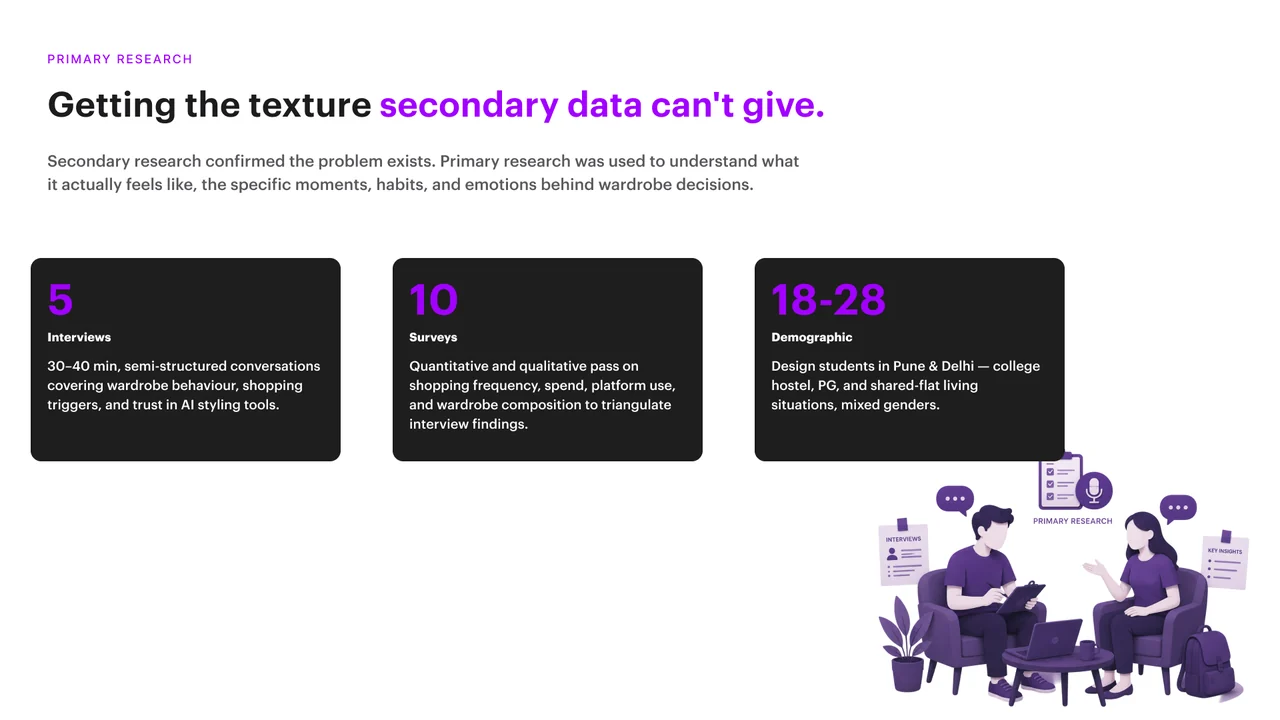 PRIMARY RESEARCH
Getting the texture secondary data can't give.
Secondary research confirmed the problem exists. Primary research was used to understand what
it actually feels like, the specific moments, habits, and emotions behind wardrobe decisions.
5
Interviews
30–40 min, semi-structured conversations
covering wardrobe behaviour, shopping
triggers, and trust in AI styling tools.
10
Surveys
Quantitative and qualitative pass on
shopping frequency, spend, platform use,
and wardrobe composition to triangulate
interview findings.
18-28
Demographic
Design students in Pune & Delhi — college
hostel, PG, and shared-flat living
situations, mixed genders.
PRIMARY RESEARCH
INTERVIEWS
KEY INSIGHTS